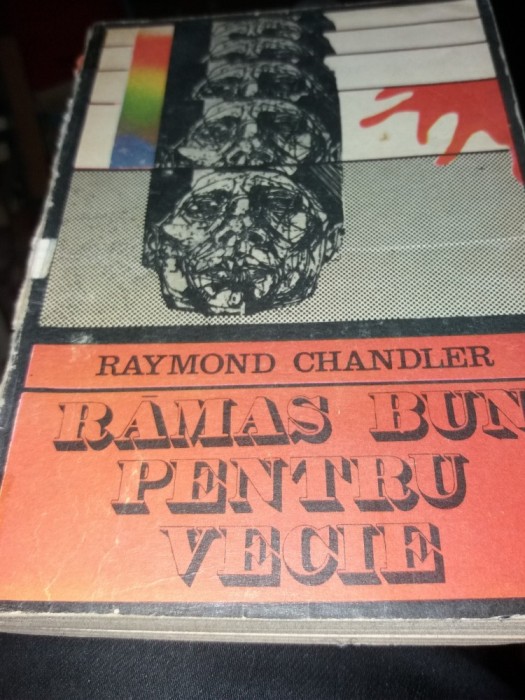 RAYMOND CHANDLER
RĂMAS BUN
PENTRU
VECIE